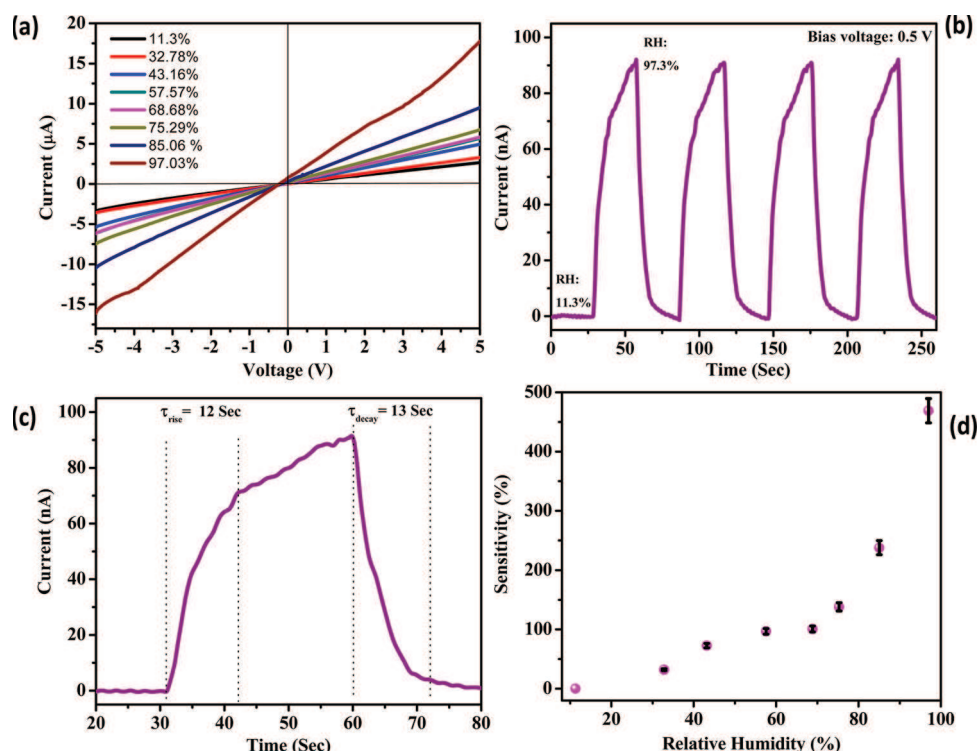 (a)
20
15
10
5
0
-5
-10
-15
Current (μA)
11.3%
32.78%
43.16%
57.57%
68.68%
75.29%
85.06 %
97.03%
-5 -4 -3 -2 -1 0 1 2 3 4 5
Voltage (V)
(b)
100
80
60
40
20
0
Current (nA)
RH:
97.3%
Bias voltage: 0.5 V
RH:
11.3%
0 50 100 150 200 250
Time (Sec)
(c)
100
80
60
40
20
0
Current (nA)
τrise = 12 Sec
τdecay = 13 Sec
20 30 40 50 60 70 80
Time (Sec)
(d)
500
400
300
200
100
0
Sensitivity (%)
20 40 60 80 100
Relative Humidity (%)